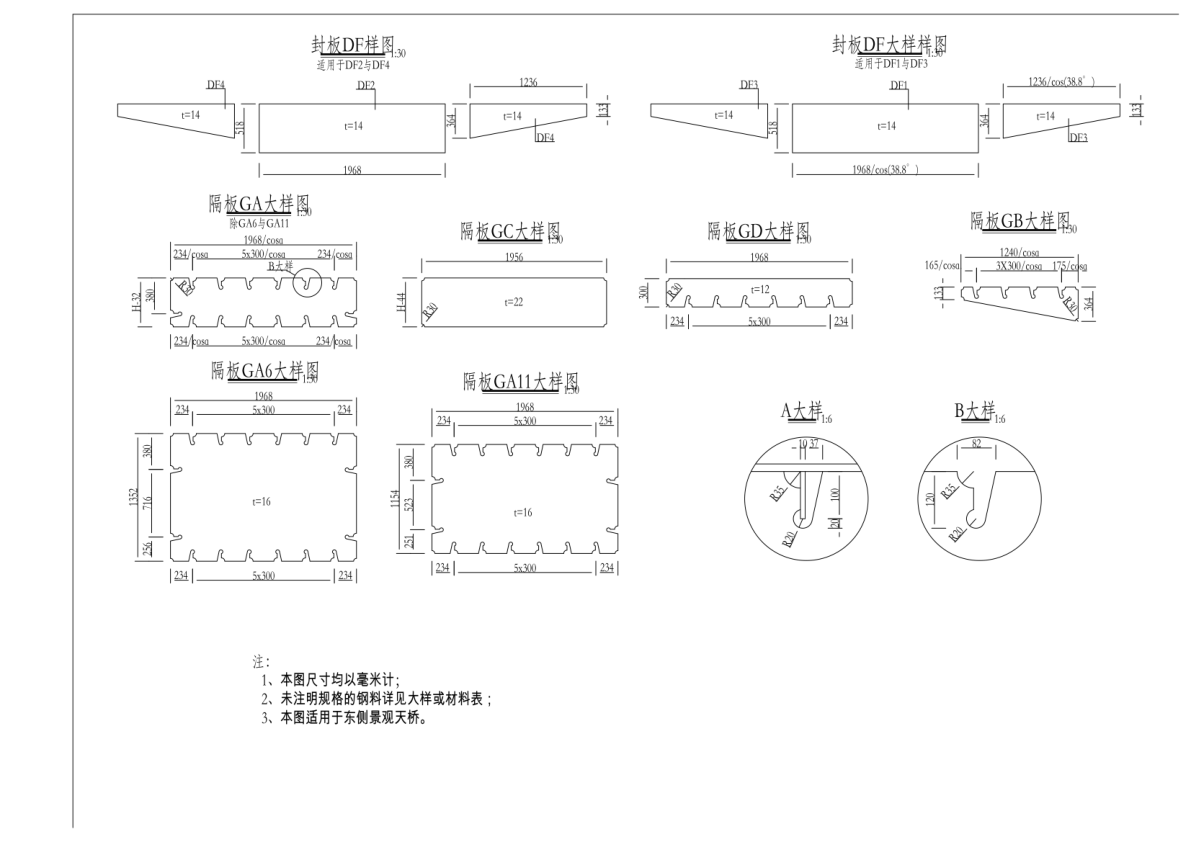 封板DF样图 1:30
适用于DF2与DF4
DF4
DF2
1236
t=14
t=14
t=14
518
364
133
DF4
1968
封板DF大样样图 1:30
适用于DF1与DF3
DF3
DF1
1236/cos(38.8°)
t=14
t=14
t=14
518
364
133
DF3
1968/cos(38.8°)
隔板GA大样图 1:30
除GA6与GA11
1968/cosα
234/cosα 5x300/cosα 234/cosα
B大样
R30
H-32
380
234/cosα 5x300/cosα 234/cosα
隔板GC大样图 1:30
1956
H-44
t=22
R30
隔板GD大样图 1:30
1968
300
R30
t=12
234 5x300 234
隔板GB大样图 1:30
1240/cosα
165/cosα 3X300/cosα 175/cosα
133
R30
364
隔板GA6大样图 1:30
1968
234 5x300 234
380
1352
716
256
t=16
234 5x300 234
隔板GA11大样图 1:30
1968
234 5x300 234
380
1154
523
251
t=16
234 5x300 234
A大样 1:6
10 37
R35
100
20
R20
B大样 1:6
82
120
R35
R20
注：
1、本图尺寸均以毫米计；
2、未注明规格的钢料详见大样或材料表；
3、本图适用于东侧景观天桥。